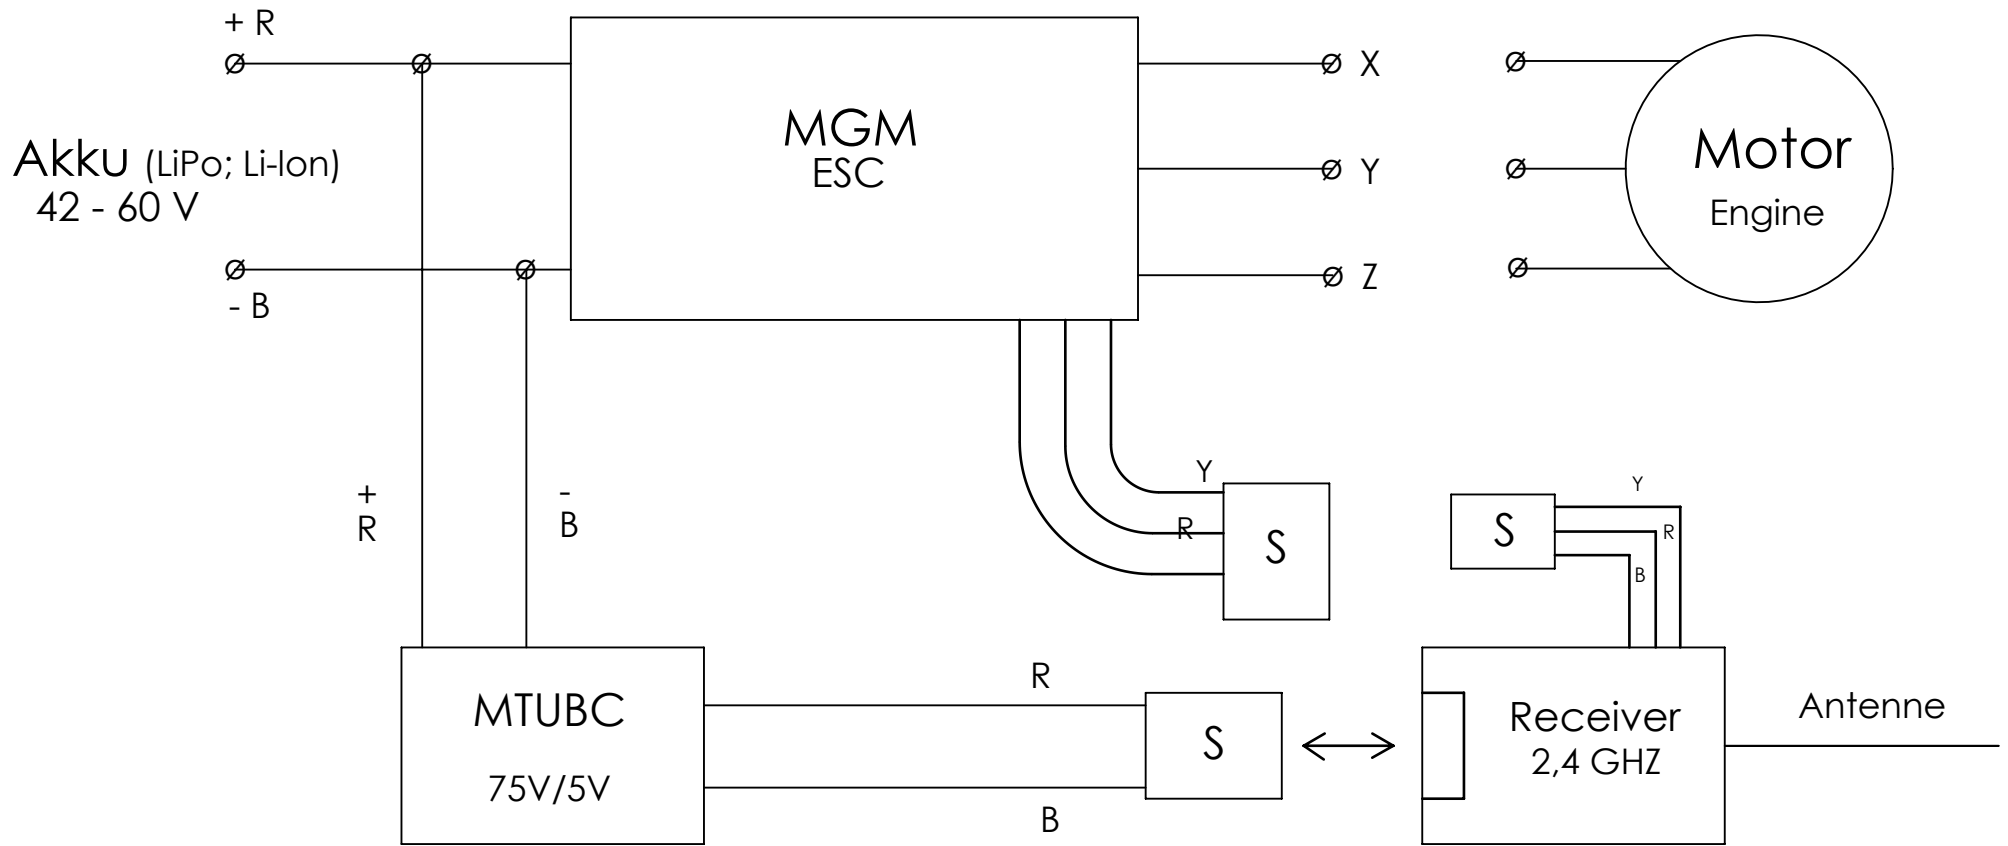 + R
X
MGM
ESC
Motor
Engine
Akku (LiPo; Li-Ion)
42 - 60 V
Y
- B
Z
+
R
-
B
Y
R
S
Y
S
R
B
R
MTUBC
75V/5V
S
B
Receiver
2,4 GHZ
Antenne